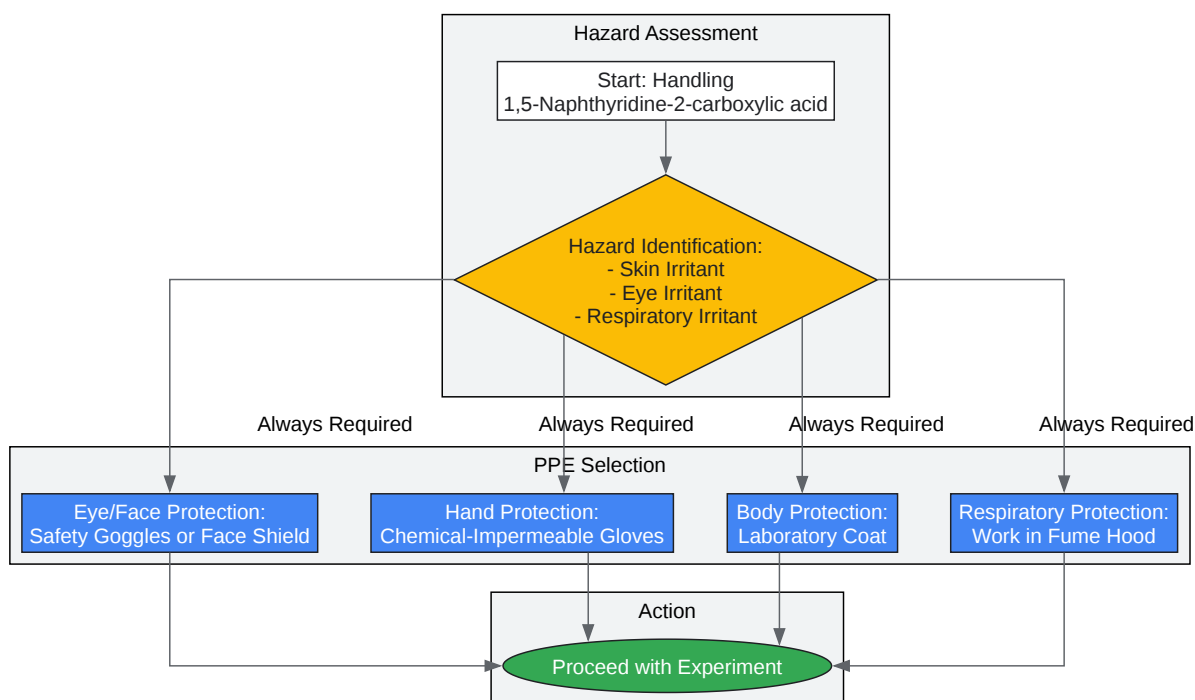 Hazard Assessment
Start: Handling
1,5-Naphthyridine-2-carboxylic acid
Hazard Identification:
- Skin Irritant
- Eye Irritant
- Respiratory Irritant
Always Required
Always Required
Always Required
Always Required
PPE Selection
Eye/Face Protection:
Safety Goggles or Face Shield
Hand Protection:
Chemical-Impermeable Gloves
Body Protection:
Laboratory Coat
Respiratory Protection:
Work in Fume Hood
Action
Proceed with Experiment